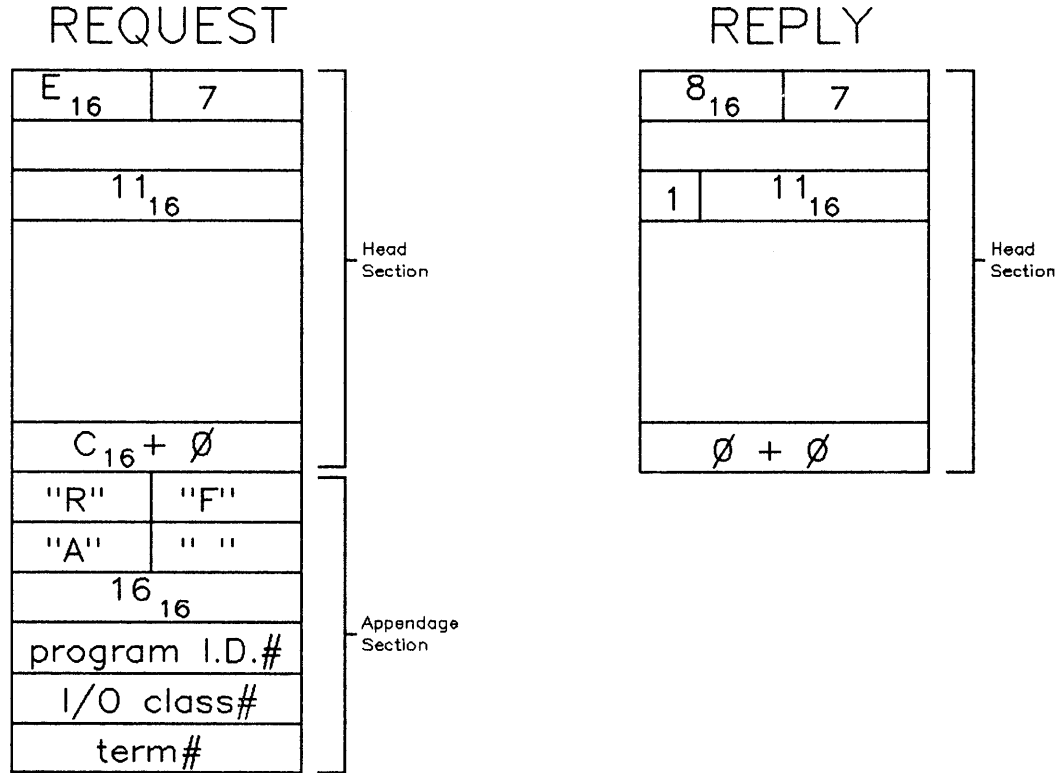 REQUEST
E₁₆ 7
11₁₆
C₁₆ + Ø
"R" "F"
"A" " "
16₁₆
program I.D.#
I/O class#
term#
Head
Section
Appendage
Section
REPLY
8₁₆ 7
1 11₁₆
Ø + Ø
Head
Section